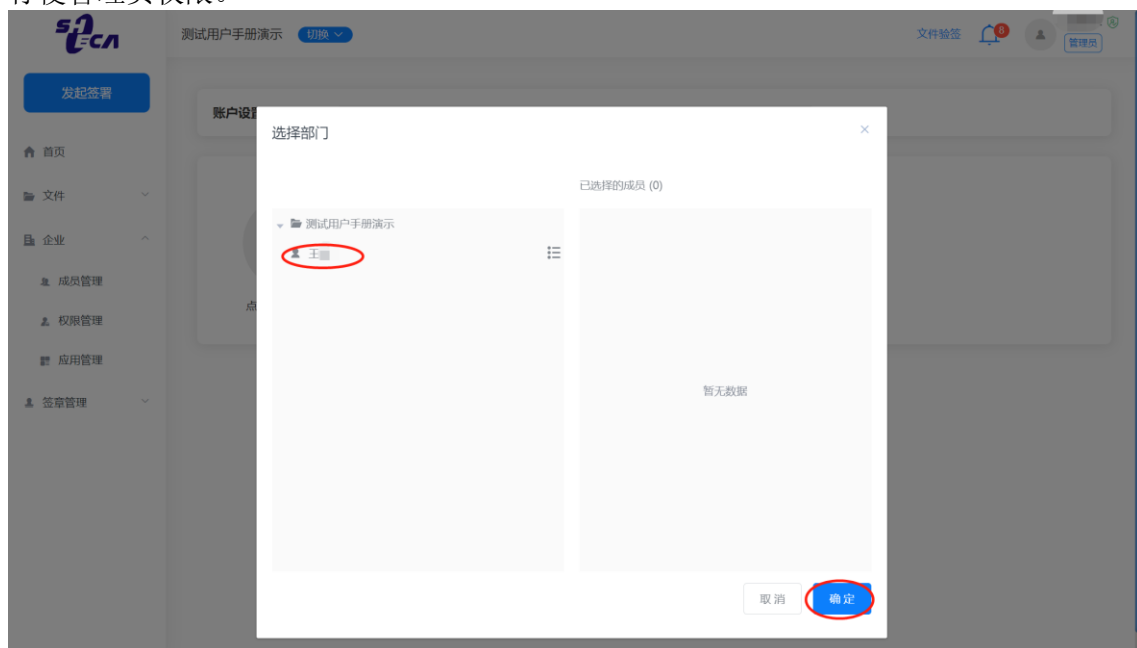 测试用户手册演示 切换
文件验签 8
管理员
发起签署
账户设
选择部门
首页
已选择的成员 (0)
文件
测试用户手册演示
企业
王
成员管理
点
权限管理
应用管理
暂无数据
签章管理
取消 确定